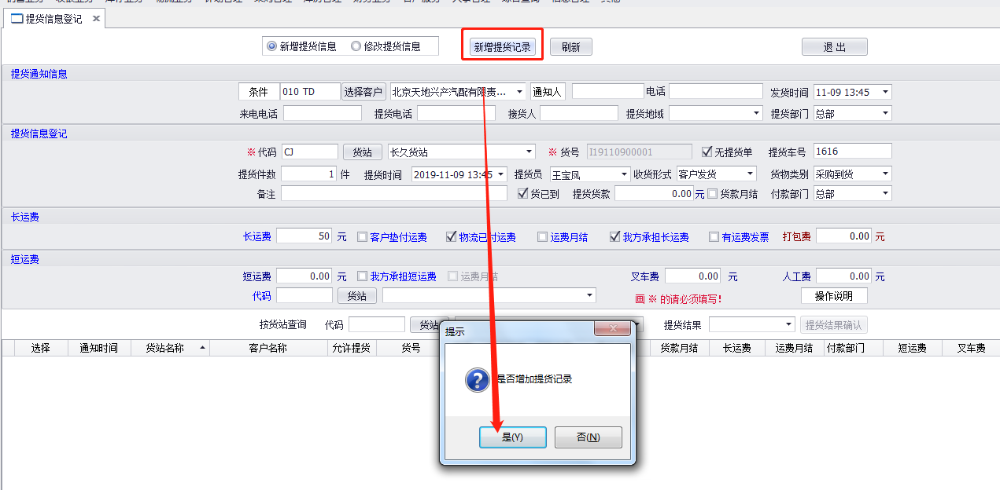 提货信息登记
新增提货信息 修改提货信息 新增提货记录 刷新 退 出
提货通知信息
条件 010 TD 选择客户 北京天地兴产汽配有限责... 通知人 电话 发货时间 11-09 13:45
来电电话 提货电话 接货人 提货地域 提货部门 总部
提货信息登记
※ 代码 CJ 货站 长久货站 ※ 货号 I19110900001 无提货单 提货车号 1616
提货件数 1 件 提货时间 2019-11-09 13:45 提货员 王宝凤 收货形式 客户发货 货物类别 采购到货
备注 货已到 提货货款 0.00 元 货款月结 付款部门 总部
长运费
长运费 50 元 客户垫付运费 物流已付运费 运费月结 我方承担长运费 有运费发票 打包费 0.00 元
短运费
短运费 0.00 元 我方承担短运费 运费月结 叉车费 0.00 元 人工费 0.00 元
代码 货站 画 ※ 的请必须填写! 操作说明
按货站查询 代码 货站 提货结果 提货结果确认
选择 通知时间 货站名称 客户名称 允许提货 货号 货款月结 长运费 运费月结 付款部门 短运费 叉车费
提示
是否增加提货记录
是(Y) 否(N)